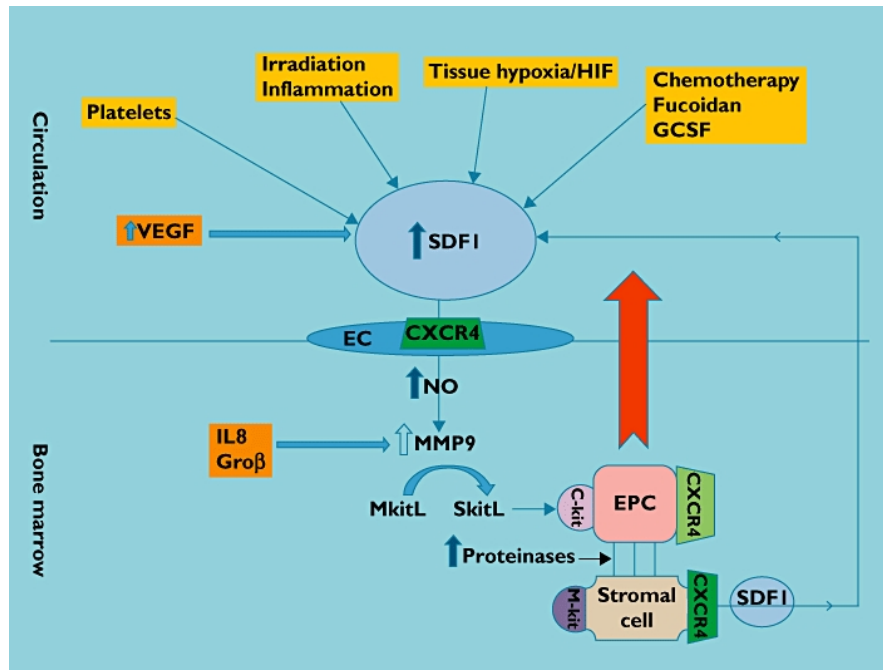 Circulation
Platelets
Irradiation
Inflammation
Tissue hypoxia/HIF
Chemotherapy
Fucoidan
GCSF
VEGF
SDF1
EC
CXCR4
NO
Bone marrow
IL8
Groβ
MMP9
MkitL
SkitL
C-kit
EPC
CXCR4
Proteinases
M-kit
Stromal
cell
CXCR4
SDF1